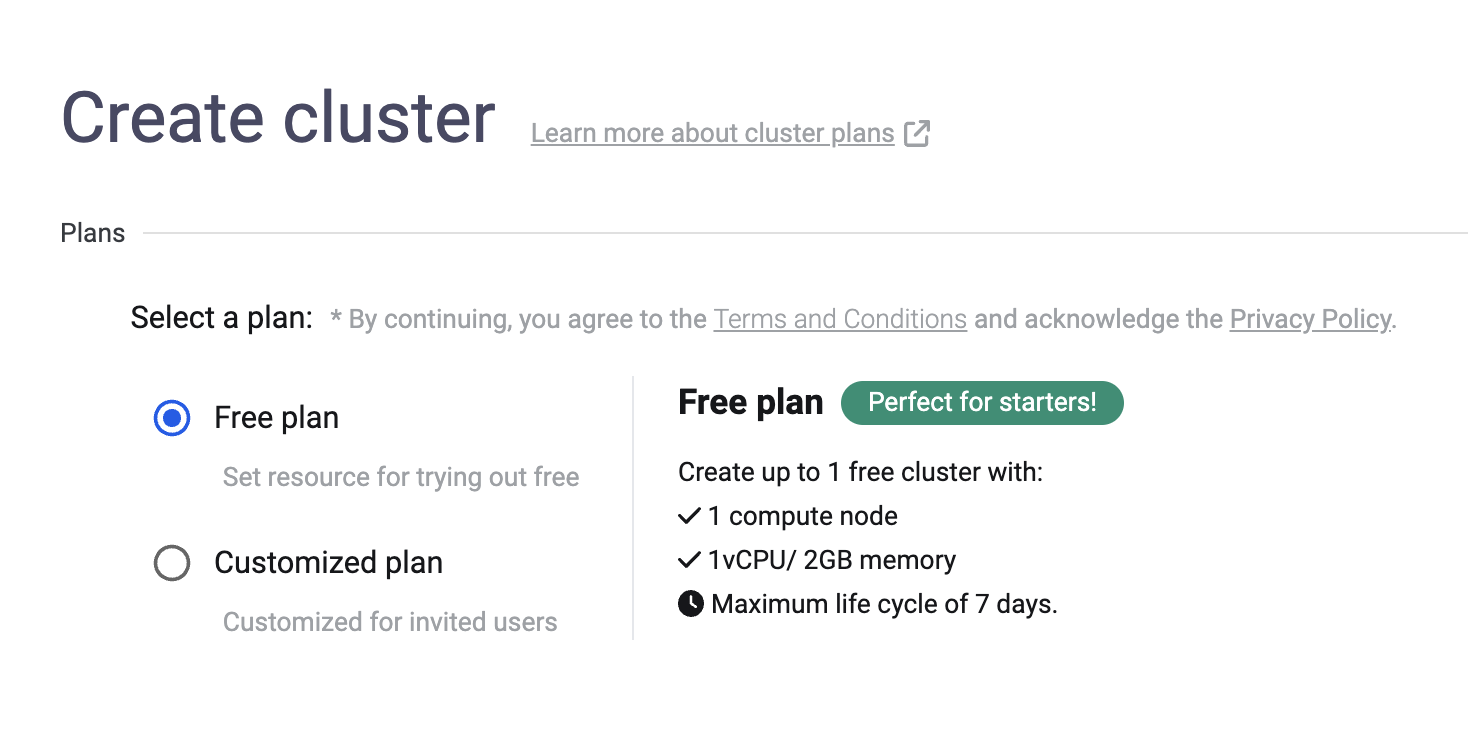 Create cluster Learn more about cluster plans
Plans
Select a plan: * By continuing, you agree to the Terms and Conditions and acknowledge the Privacy Policy.
Free plan
Set resource for trying out free
Customized plan
Customized for invited users
Free plan Perfect for starters!
Create up to 1 free cluster with:
1 compute node
1vCPU/ 2GB memory
Maximum life cycle of 7 days.